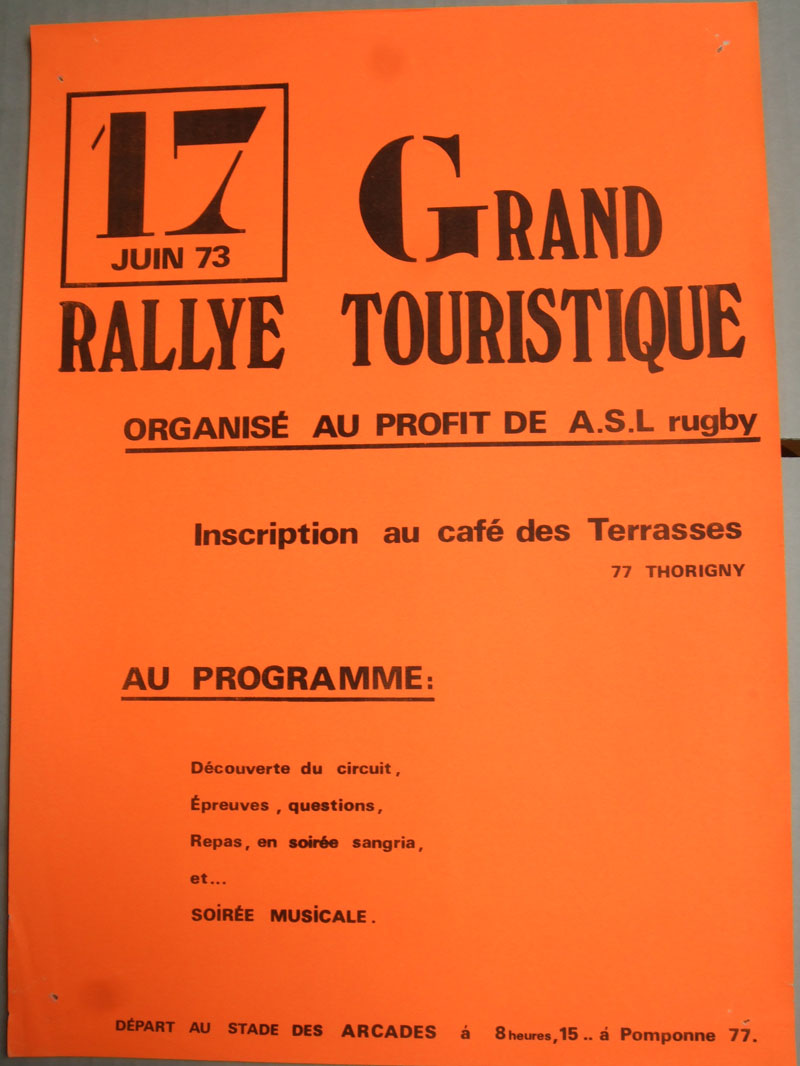 17
JUIN 73
GRAND
RALLYE TOURISTIQUE
ORGANISÉ AU PROFIT DE A.S.L rugby
Inscription au café des Terrasses
77 THORIGNY
AU PROGRAMME:
Découverte du circuit,
Épreuves, questions,
Repas, en soirée sangria,
et...
SOIRÉE MUSICALE.
DÉPART AU STADE DES ARCADES á 8 heures,15.. á Pomponne 77.